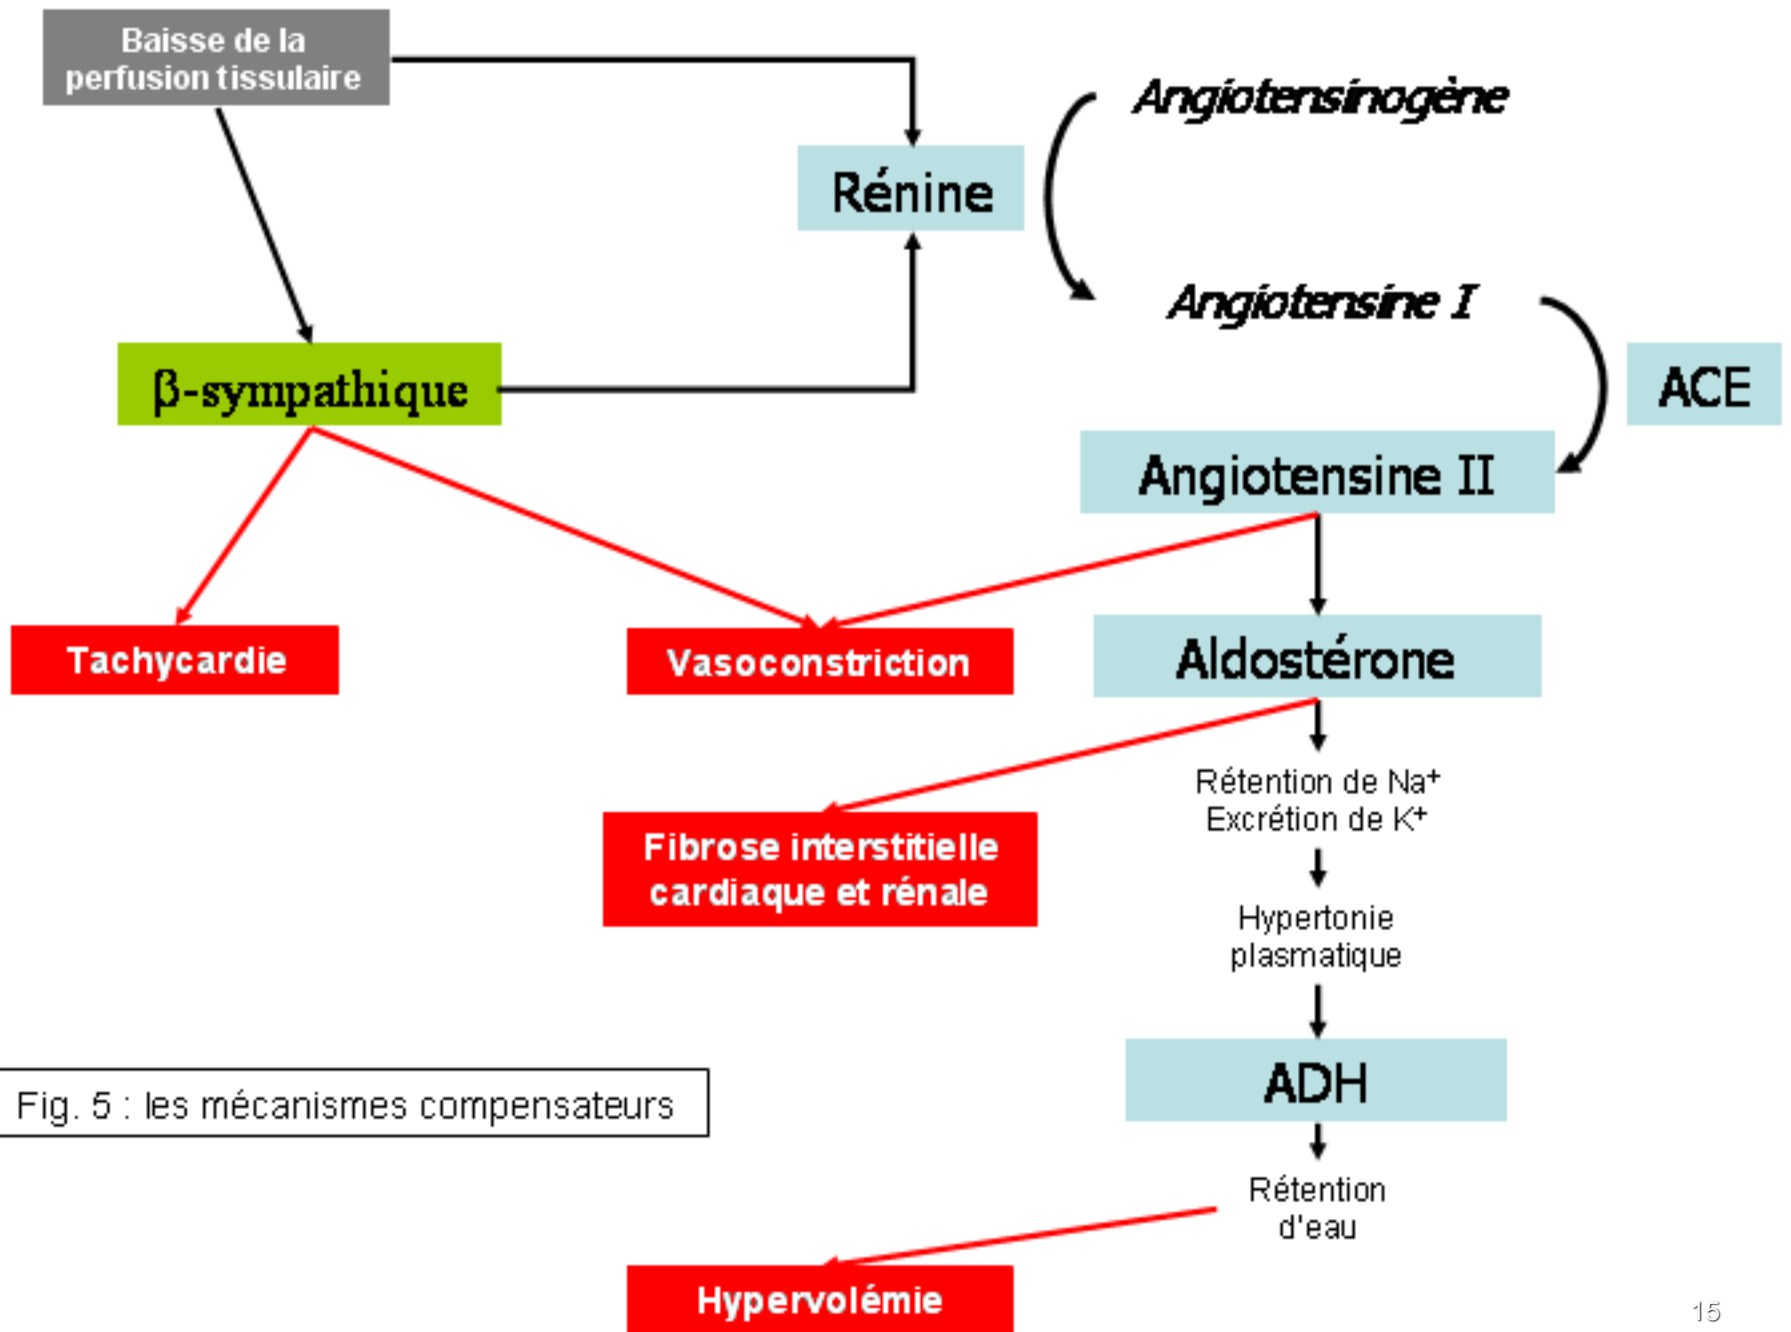 Baisse de la
perfusion tissulaire
Angiotensinogène
Rénine
Angiotensine I
β-sympathique
ACE
Angiotensine II
Tachycardie
Vasoconstriction
Aldostérone
Rétention de Na⁺
Excrétion de K⁺
Fibrose interstitielle
cardiaque et rénale
Hypertonie
plasmatique
ADH
Fig. 5 : les mécanismes compensateurs
Rétention
d'eau
Hypervolémie
15